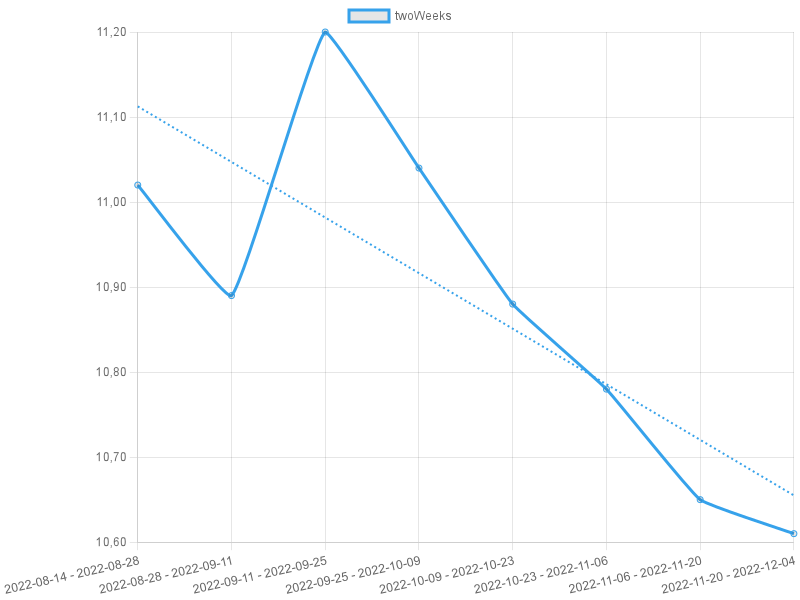 twoWeeks
11,20
11,10
11,00
10,90
10,80
10,70
10,60
2022-08-14 - 2022-08-28
2022-08-28 - 2022-09-11
2022-09-11 - 2022-09-25
2022-09-25 - 2022-10-09
2022-10-09 - 2022-10-23
2022-10-23 - 2022-11-06
2022-11-06 - 2022-11-20
2022-11-20 - 2022-12-04